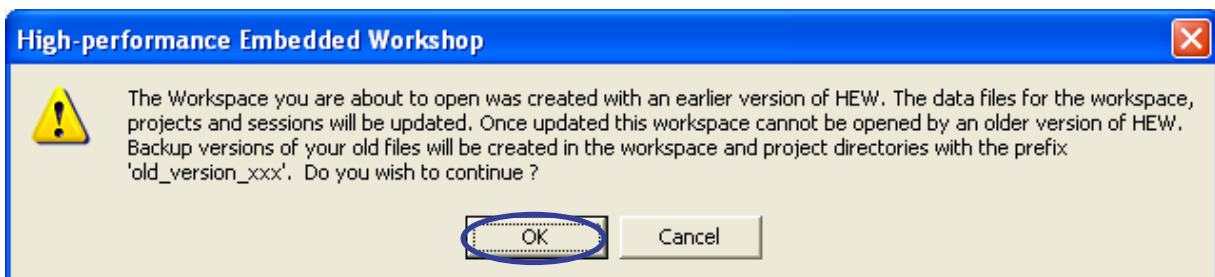 High-performance Embedded Workshop
The Workspace you are about to open was created with an earlier version of HEW. The data files for the workspace,
projects and sessions will be updated. Once updated this workspace cannot be opened by an older version of HEW.
Backup versions of your old files will be created in the workspace and project directories with the prefix
'old_version_xxx'. Do you wish to continue ?
OK Cancel